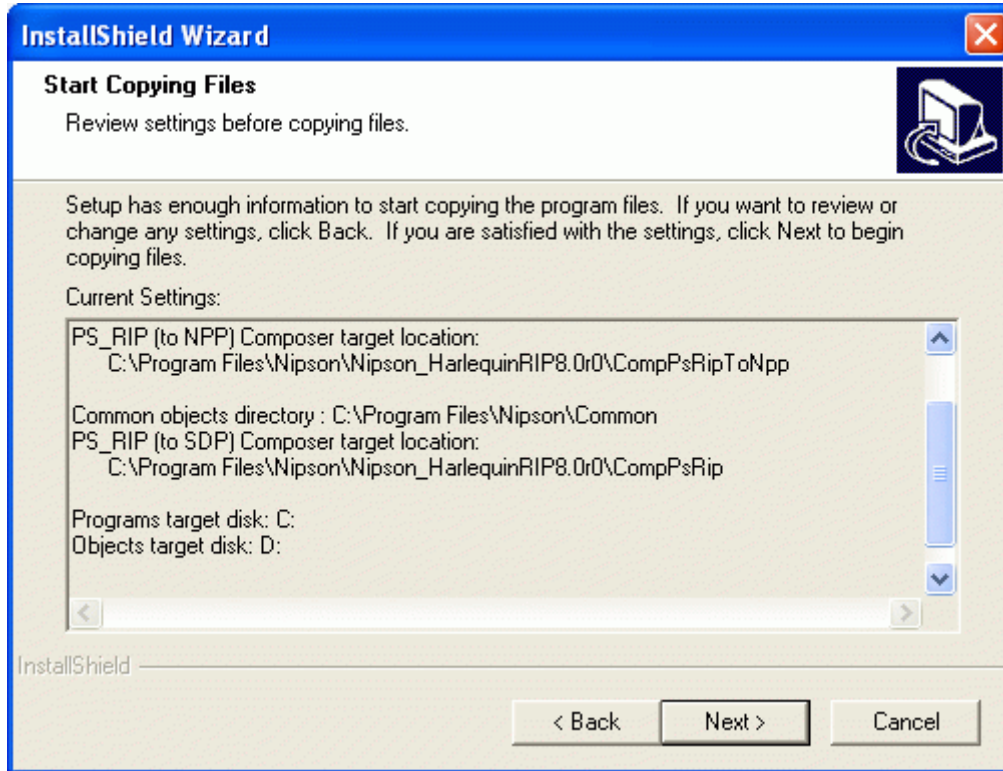 InstallShield Wizard
Start Copying Files
Review settings before copying files.
Setup has enough information to start copying the program files.  If you want to review or
change any settings, click Back.  If you are satisfied with the settings, click Next to begin
copying files.
Current Settings:
PS_RIP (to NPP) Composer target location:
C:\Program Files\Nipson\Nipson_HarlequinRIP8.0r0\CompPsRipToNpp
Common objects directory : C:\Program Files\Nipson\Common
PS_RIP (to SDP) Composer target location:
C:\Program Files\Nipson\Nipson_HarlequinRIP8.0r0\CompPsRip
Programs target disk: C:
Objects target disk: D:
InstallShield
< Back
Next >
Cancel